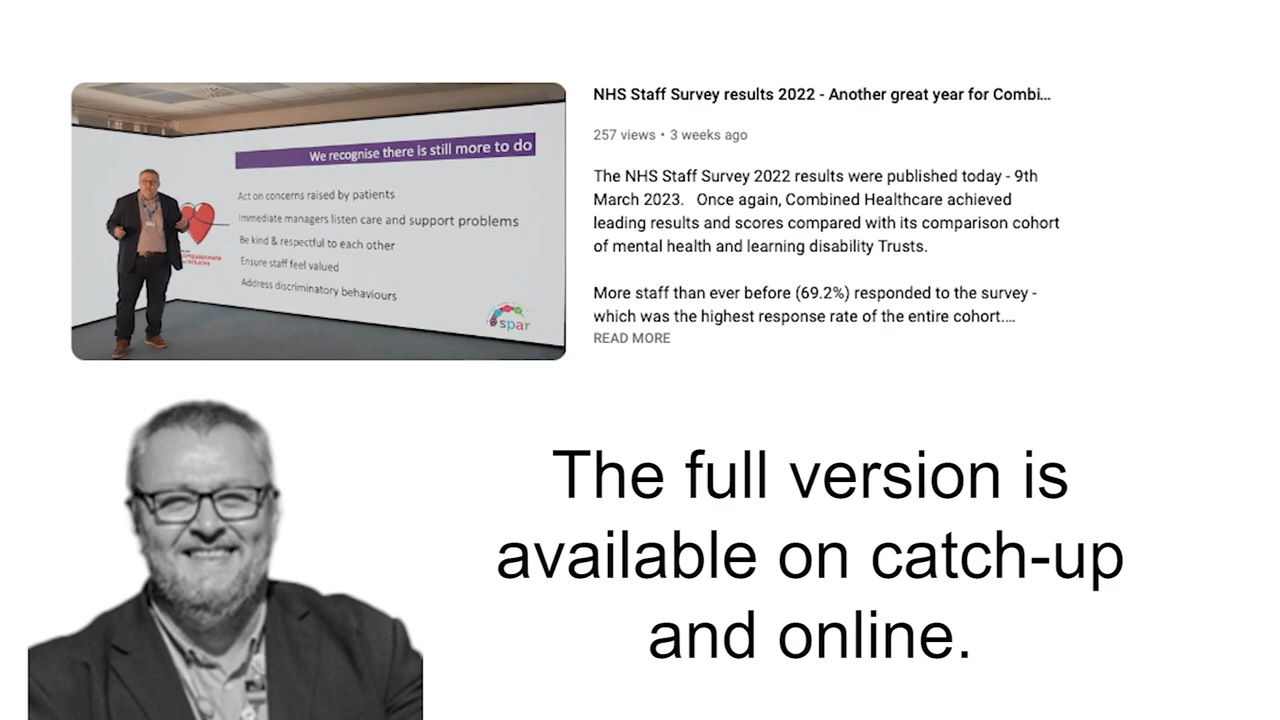 We recognise there is still more to do
Act on concerns raised by patients
Immediate managers listen care and support problems
Be kind & respectful to each other
Ensure staff feel valued
Address discriminatory behaviours
compassionate
inclusive
spar
NHS Staff Survey results 2022 - Another great year for Combi...
257 views • 3 weeks ago
The NHS Staff Survey 2022 results were published today - 9th
March 2023. Once again, Combined Healthcare achieved
leading results and scores compared with its comparison cohort
of mental health and learning disability Trusts.
More staff than ever before (69.2%) responded to the survey -
which was the highest response rate of the entire cohort....
READ MORE
The full version is
available on catch-up
and online.